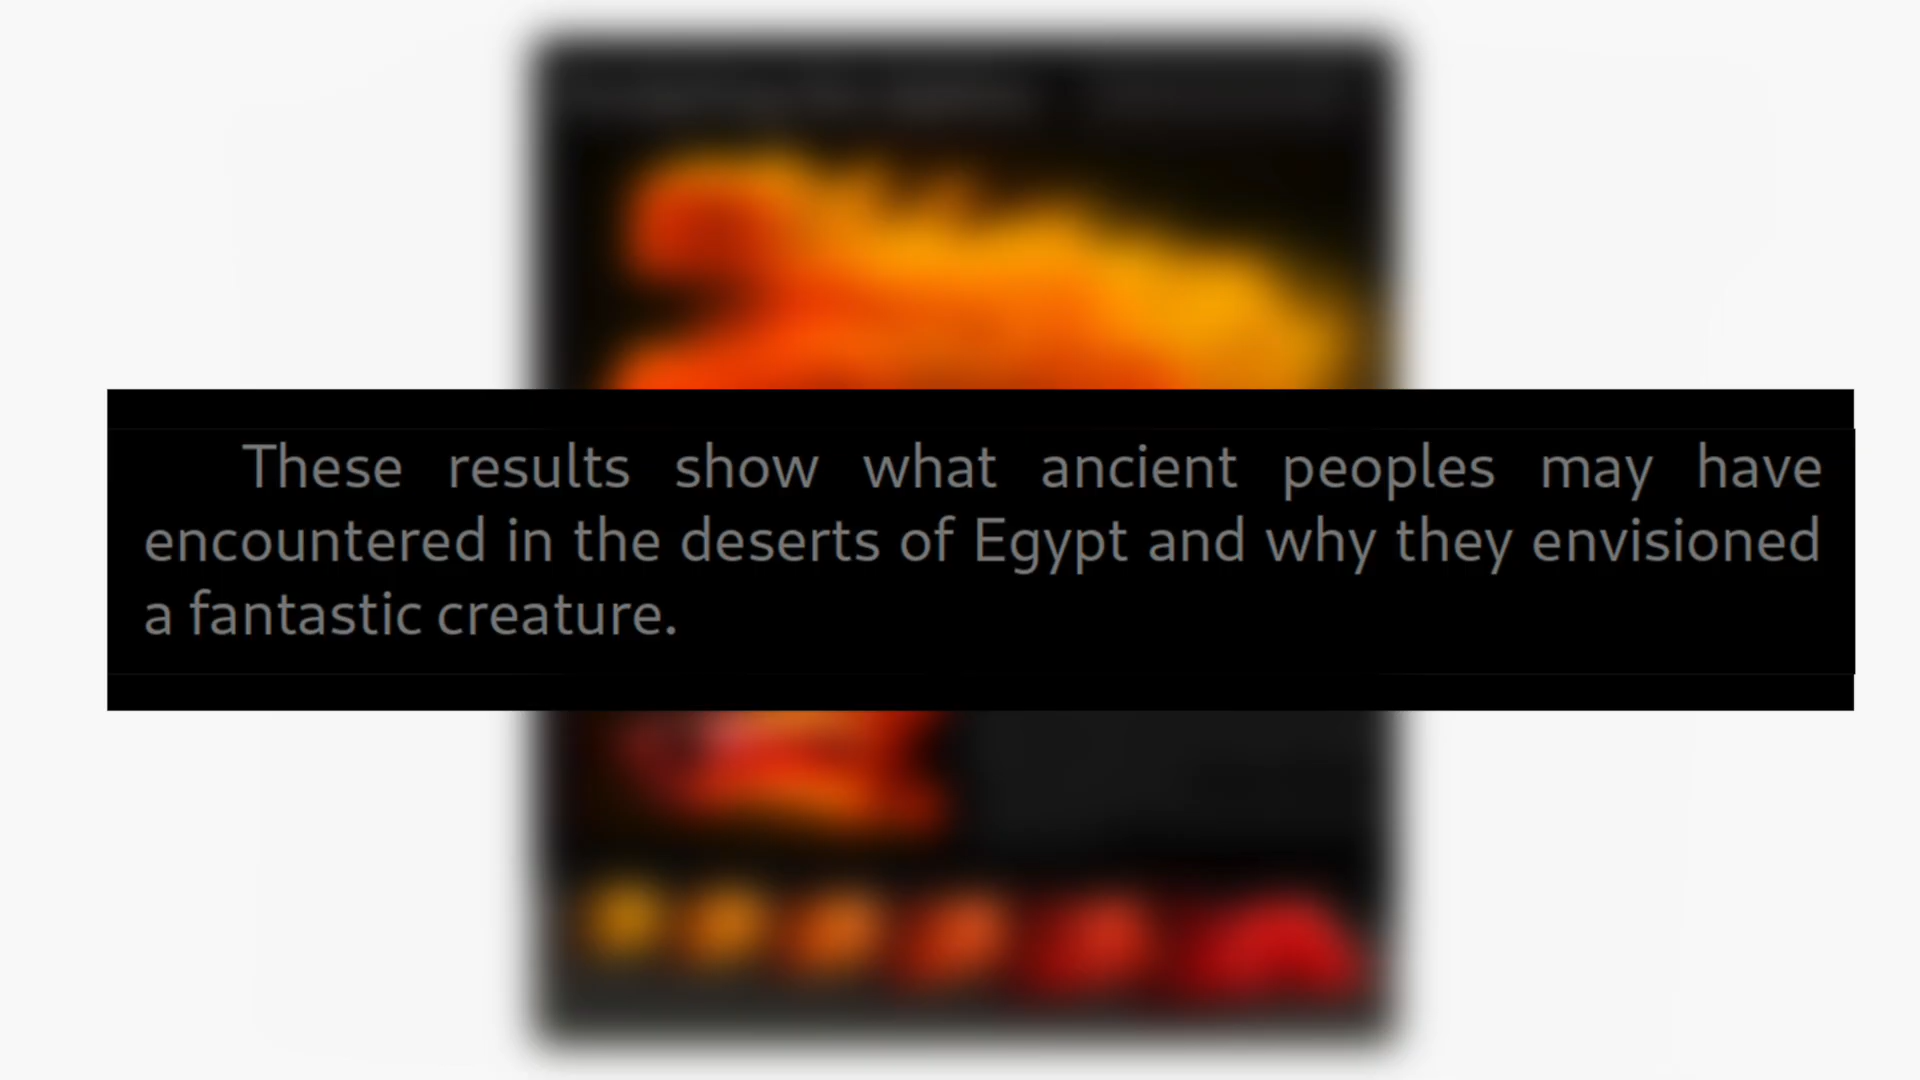 These results show what ancient peoples may have
encountered in the deserts of Egypt and why they envisioned
a fantastic creature.